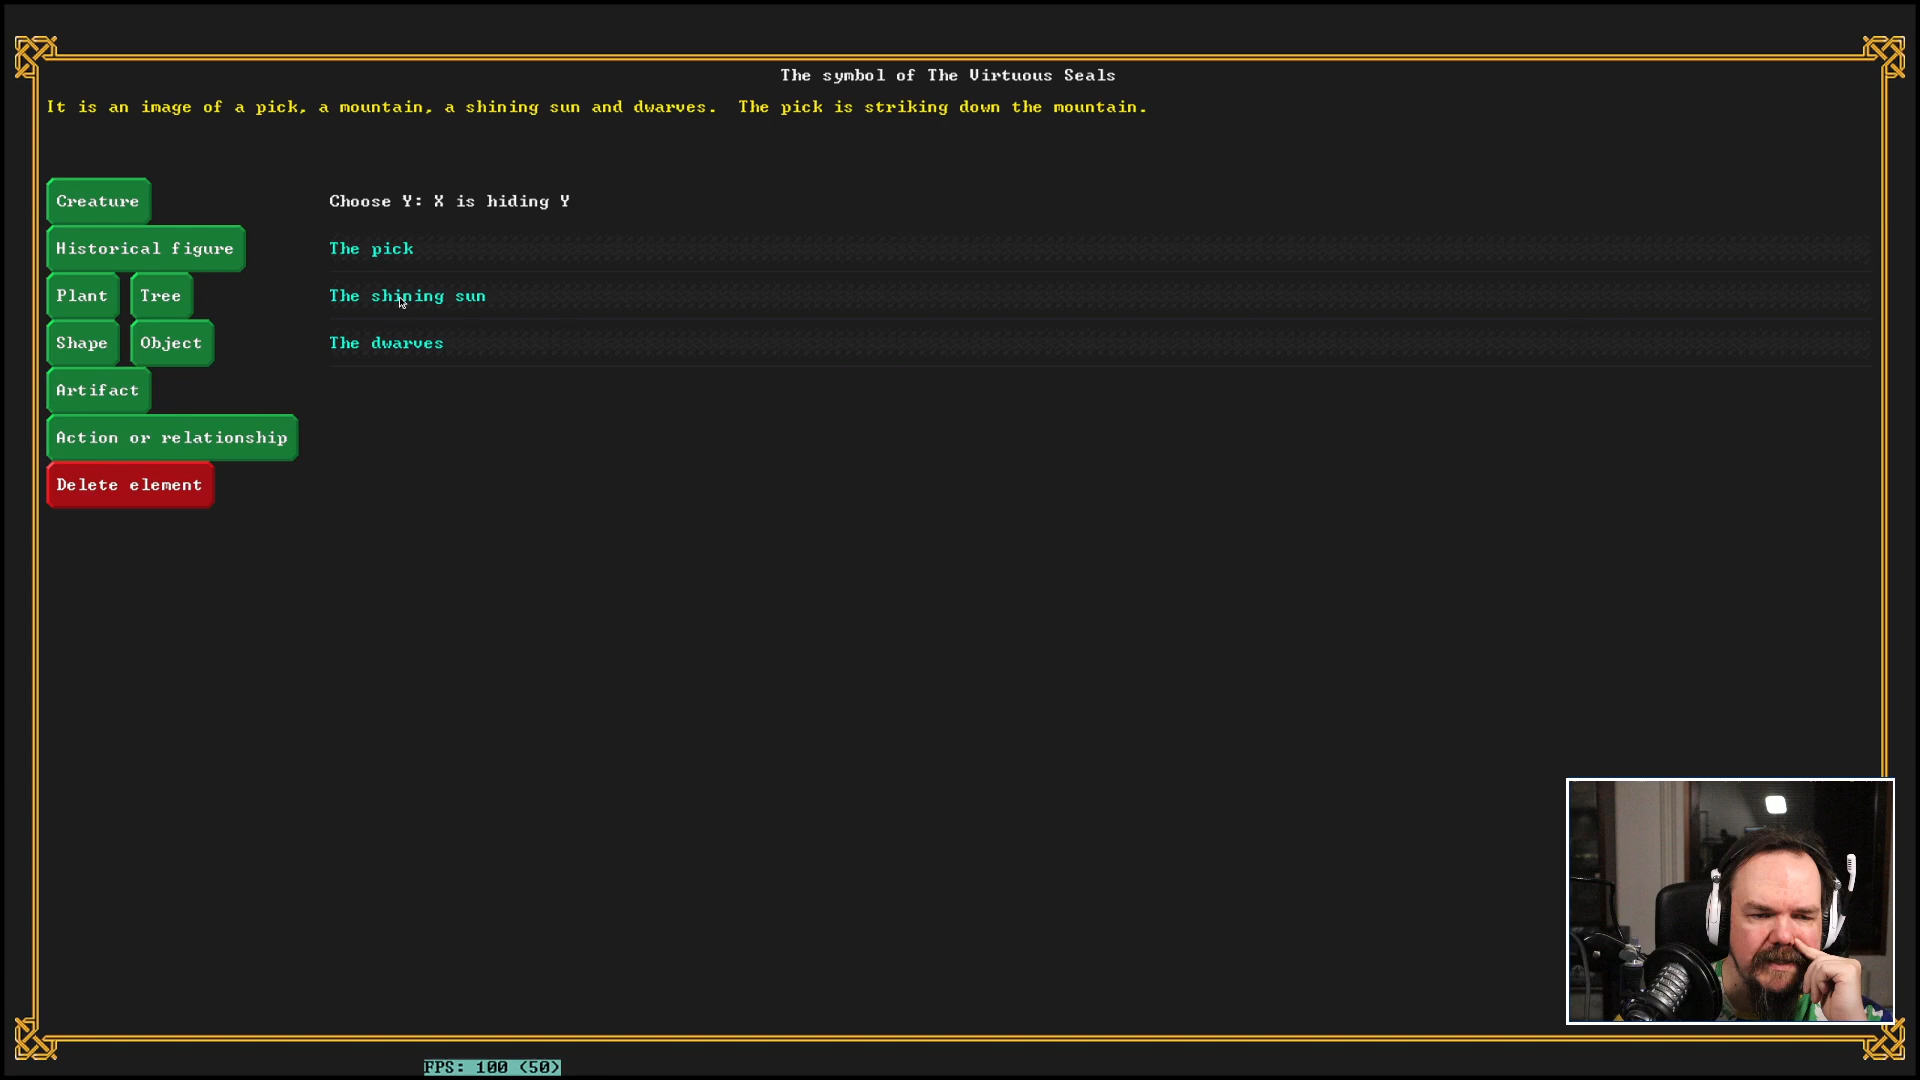 The symbol of The Virtuous Seals
It is an image of a pick, a mountain, a shining sun and dwarves. The pick is striking down the mountain.
Creature
Choose Y: X is hiding Y
Historical figure
The pick
Plant
Tree
The shining sun
Shape
Object
The dwarves
Artifact
Action or relationship
Delete element
FPS: 100 (50)